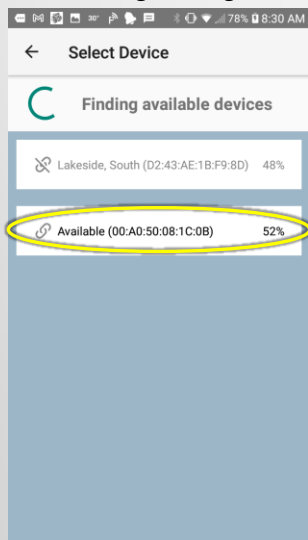 30° 78% 8:30 AM
Select Device
Finding available devices
Lakeside, South (D2:43:AE:1B:F9:8D) 48%
Available (00:A0:50:08:1C:0B) 52%